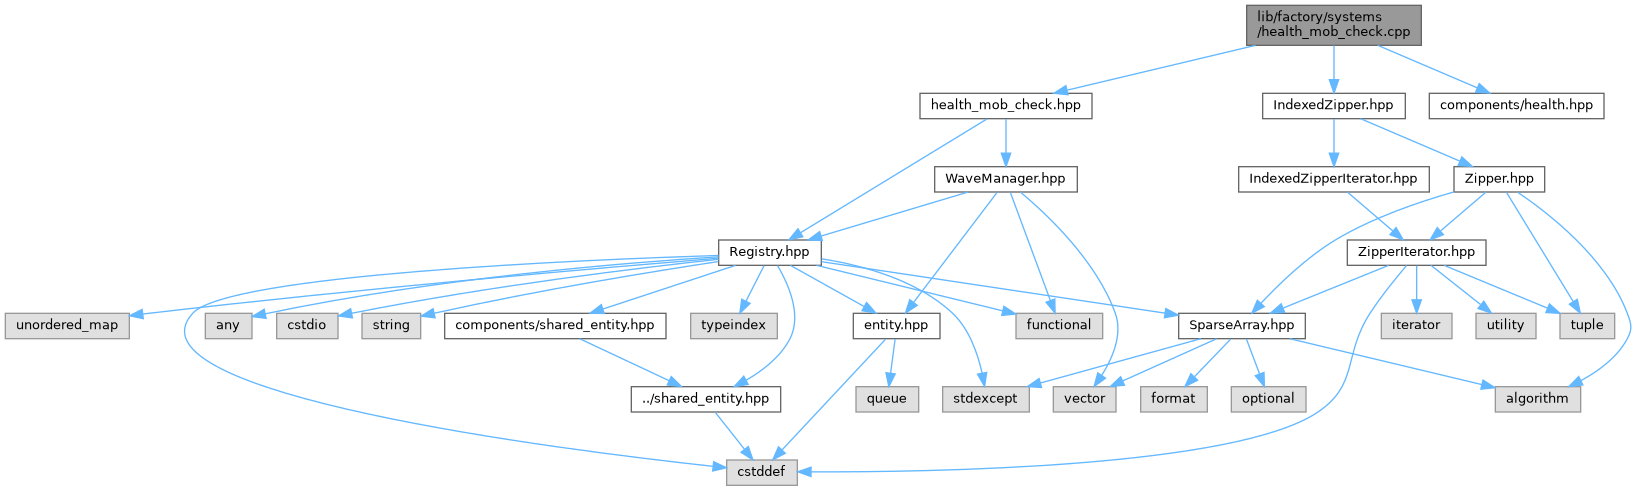 lib/factory/systems
/health_mob_check.cpp
health_mob_check.hpp
IndexedZipper.hpp
components/health.hpp
WaveManager.hpp
IndexedZipperIterator.hpp
Zipper.hpp
Registry.hpp
ZipperIterator.hpp
unordered_map
any
cstdio
string
components/shared_entity.hpp
typeindex
entity.hpp
functional
SparseArray.hpp
iterator
utility
tuple
../shared_entity.hpp
queue
stdexcept
vector
format
optional
algorithm
cstddef